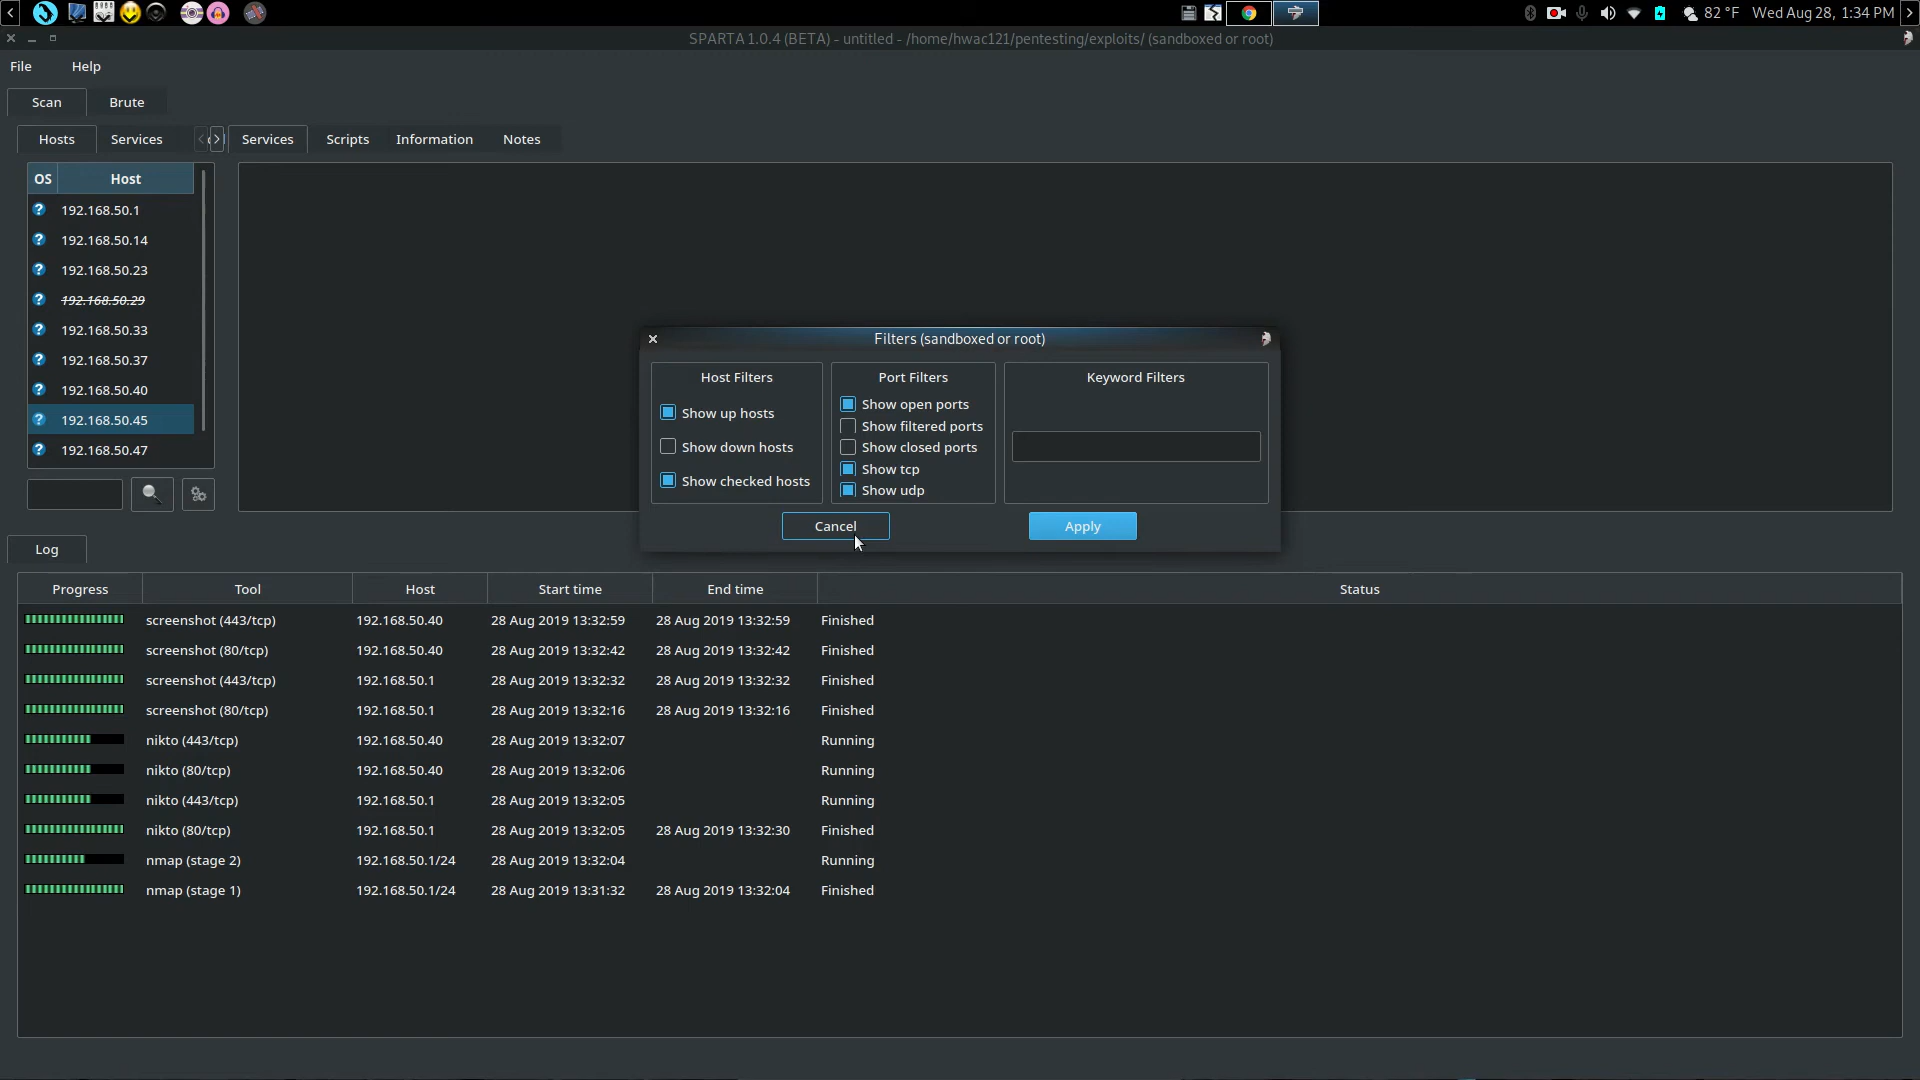 82 °F Wed Aug 28, 1:34 PM
SPARTA 1.0.4 (BETA) - untitled - /home/hwac121/pentesting/exploits/ (sandboxed or root)
File Help
Scan Brute
Hosts Services Services Scripts Information Notes
OS Host
192.168.50.1
192.168.50.14
192.168.50.23
192.168.50.29
192.168.50.33
192.168.50.37
192.168.50.40
192.168.50.45
192.168.50.47
Filters (sandboxed or root)
Host Filters
Show up hosts
Show down hosts
Show checked hosts
Port Filters
Show open ports
Show filtered ports
Show closed ports
Show tcp
Show udp
Keyword Filters
Cancel Apply
Log
Progress Tool Host Start time End time Status
screenshot (443/tcp) 192.168.50.40 28 Aug 2019 13:32:59 28 Aug 2019 13:32:59 Finished
screenshot (80/tcp) 192.168.50.40 28 Aug 2019 13:32:42 28 Aug 2019 13:32:42 Finished
screenshot (443/tcp) 192.168.50.1 28 Aug 2019 13:32:32 28 Aug 2019 13:32:32 Finished
screenshot (80/tcp) 192.168.50.1 28 Aug 2019 13:32:16 28 Aug 2019 13:32:16 Finished
nikto (443/tcp) 192.168.50.40 28 Aug 2019 13:32:07 Running
nikto (80/tcp) 192.168.50.40 28 Aug 2019 13:32:06 Running
nikto (443/tcp) 192.168.50.1 28 Aug 2019 13:32:05 Running
nikto (80/tcp) 192.168.50.1 28 Aug 2019 13:32:05 28 Aug 2019 13:32:30 Finished
nmap (stage 2) 192.168.50.1/24 28 Aug 2019 13:32:04 Running
nmap (stage 1) 192.168.50.1/24 28 Aug 2019 13:31:32 28 Aug 2019 13:32:04 Finished